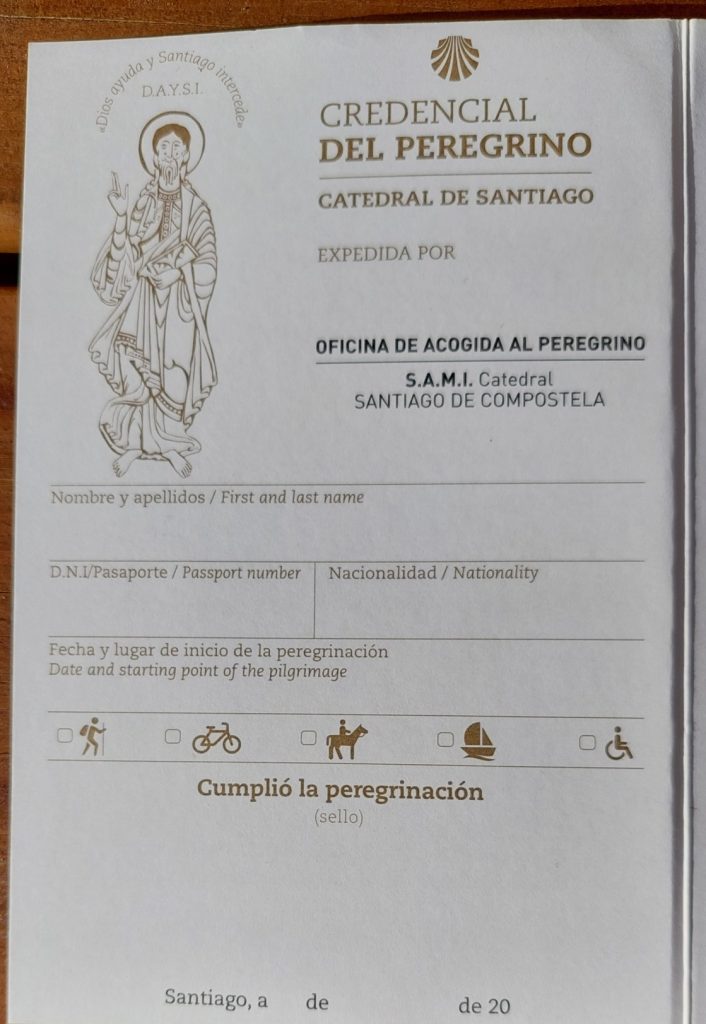 «Dios ayuda y Santiago intercede»
D.A.Y.S.I.
CREDENCIAL
DEL PEREGRINO
CATEDRAL DE SANTIAGO
EXPEDIDA POR
OFICINA DE ACOGIDA AL PEREGRINO
S.A.M.I. Catedral
SANTIAGO DE COMPOSTELA
Nombre y apellidos / First and last name
D.N.I/Pasaporte / Passport number
Nacionalidad / Nationality
Fecha y lugar de inicio de la peregrinación
Date and starting point of the pilgrimage
Cumplió la peregrinación
(sello)
Santiago, a de de 20